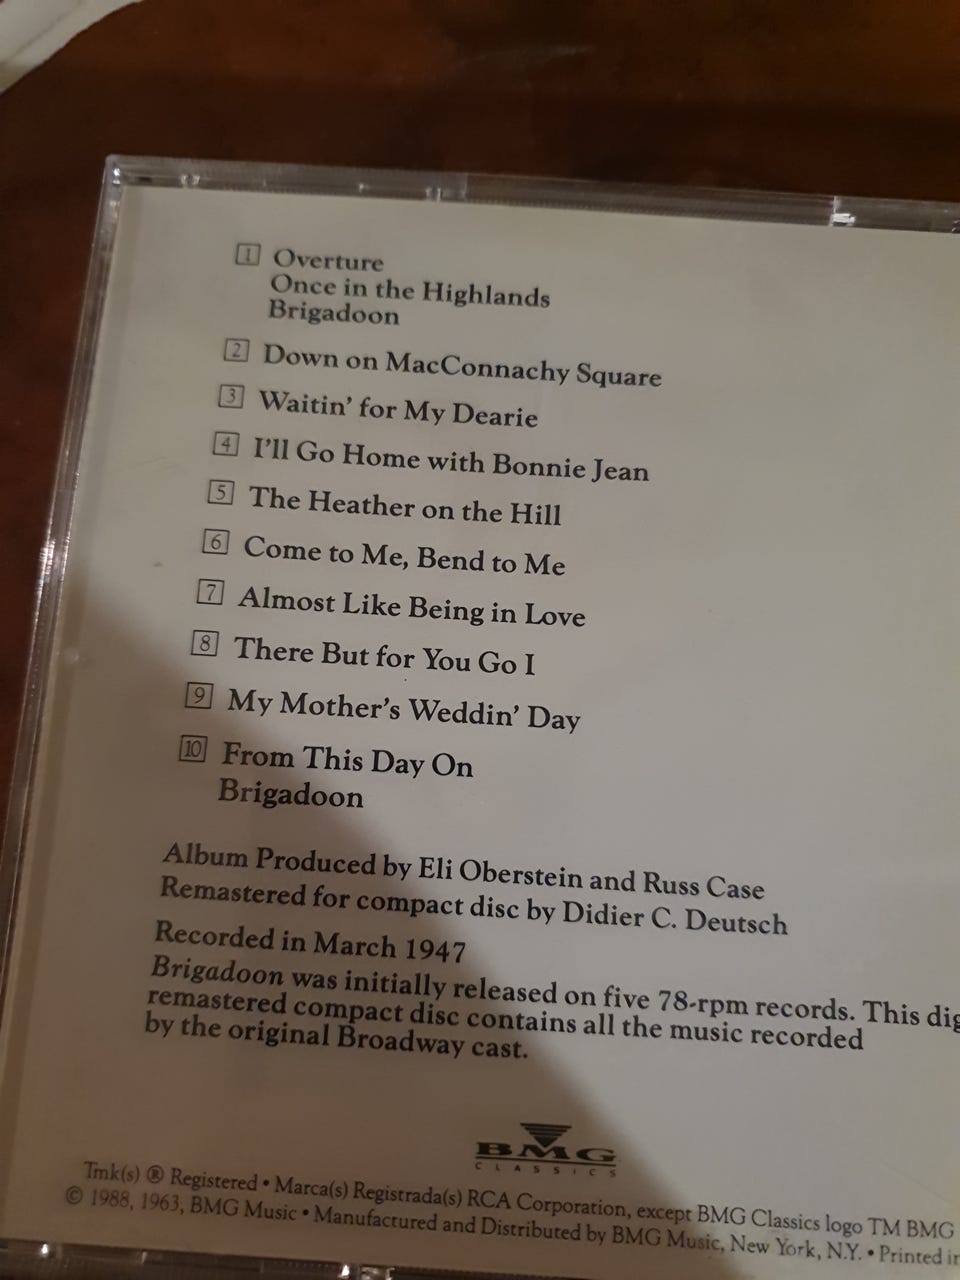 1 Overture
Once in the Highlands
Brigadoon
2 Down on MacConnachy Square
3 Waitin' for My Dearie
4 I'll Go Home with Bonnie Jean
5 The Heather on the Hill
6 Come to Me, Bend to Me
7 Almost Like Being in Love
8 There But for You Go I
9 My Mother's Weddin' Day
10 From This Day On
Brigadoon
Album Produced by Eli Oberstein and Russ Case
Remastered for compact disc by Didier C. Deutsch
Recorded in March 1947
Brigadoon was initially released on five 78-rpm records. This dig
remastered compact disc contains all the music recorded
by the original Broadway cast.
BMG
CLASSICS
Tmk(s) ® Registered • Marca(s) Registrada(s) RCA Corporation, except BMG Classics logo TM BMG
© 1988, 1963, BMG Music • Manufactured and Distributed by BMG Music, New York, N.Y. • Printed in